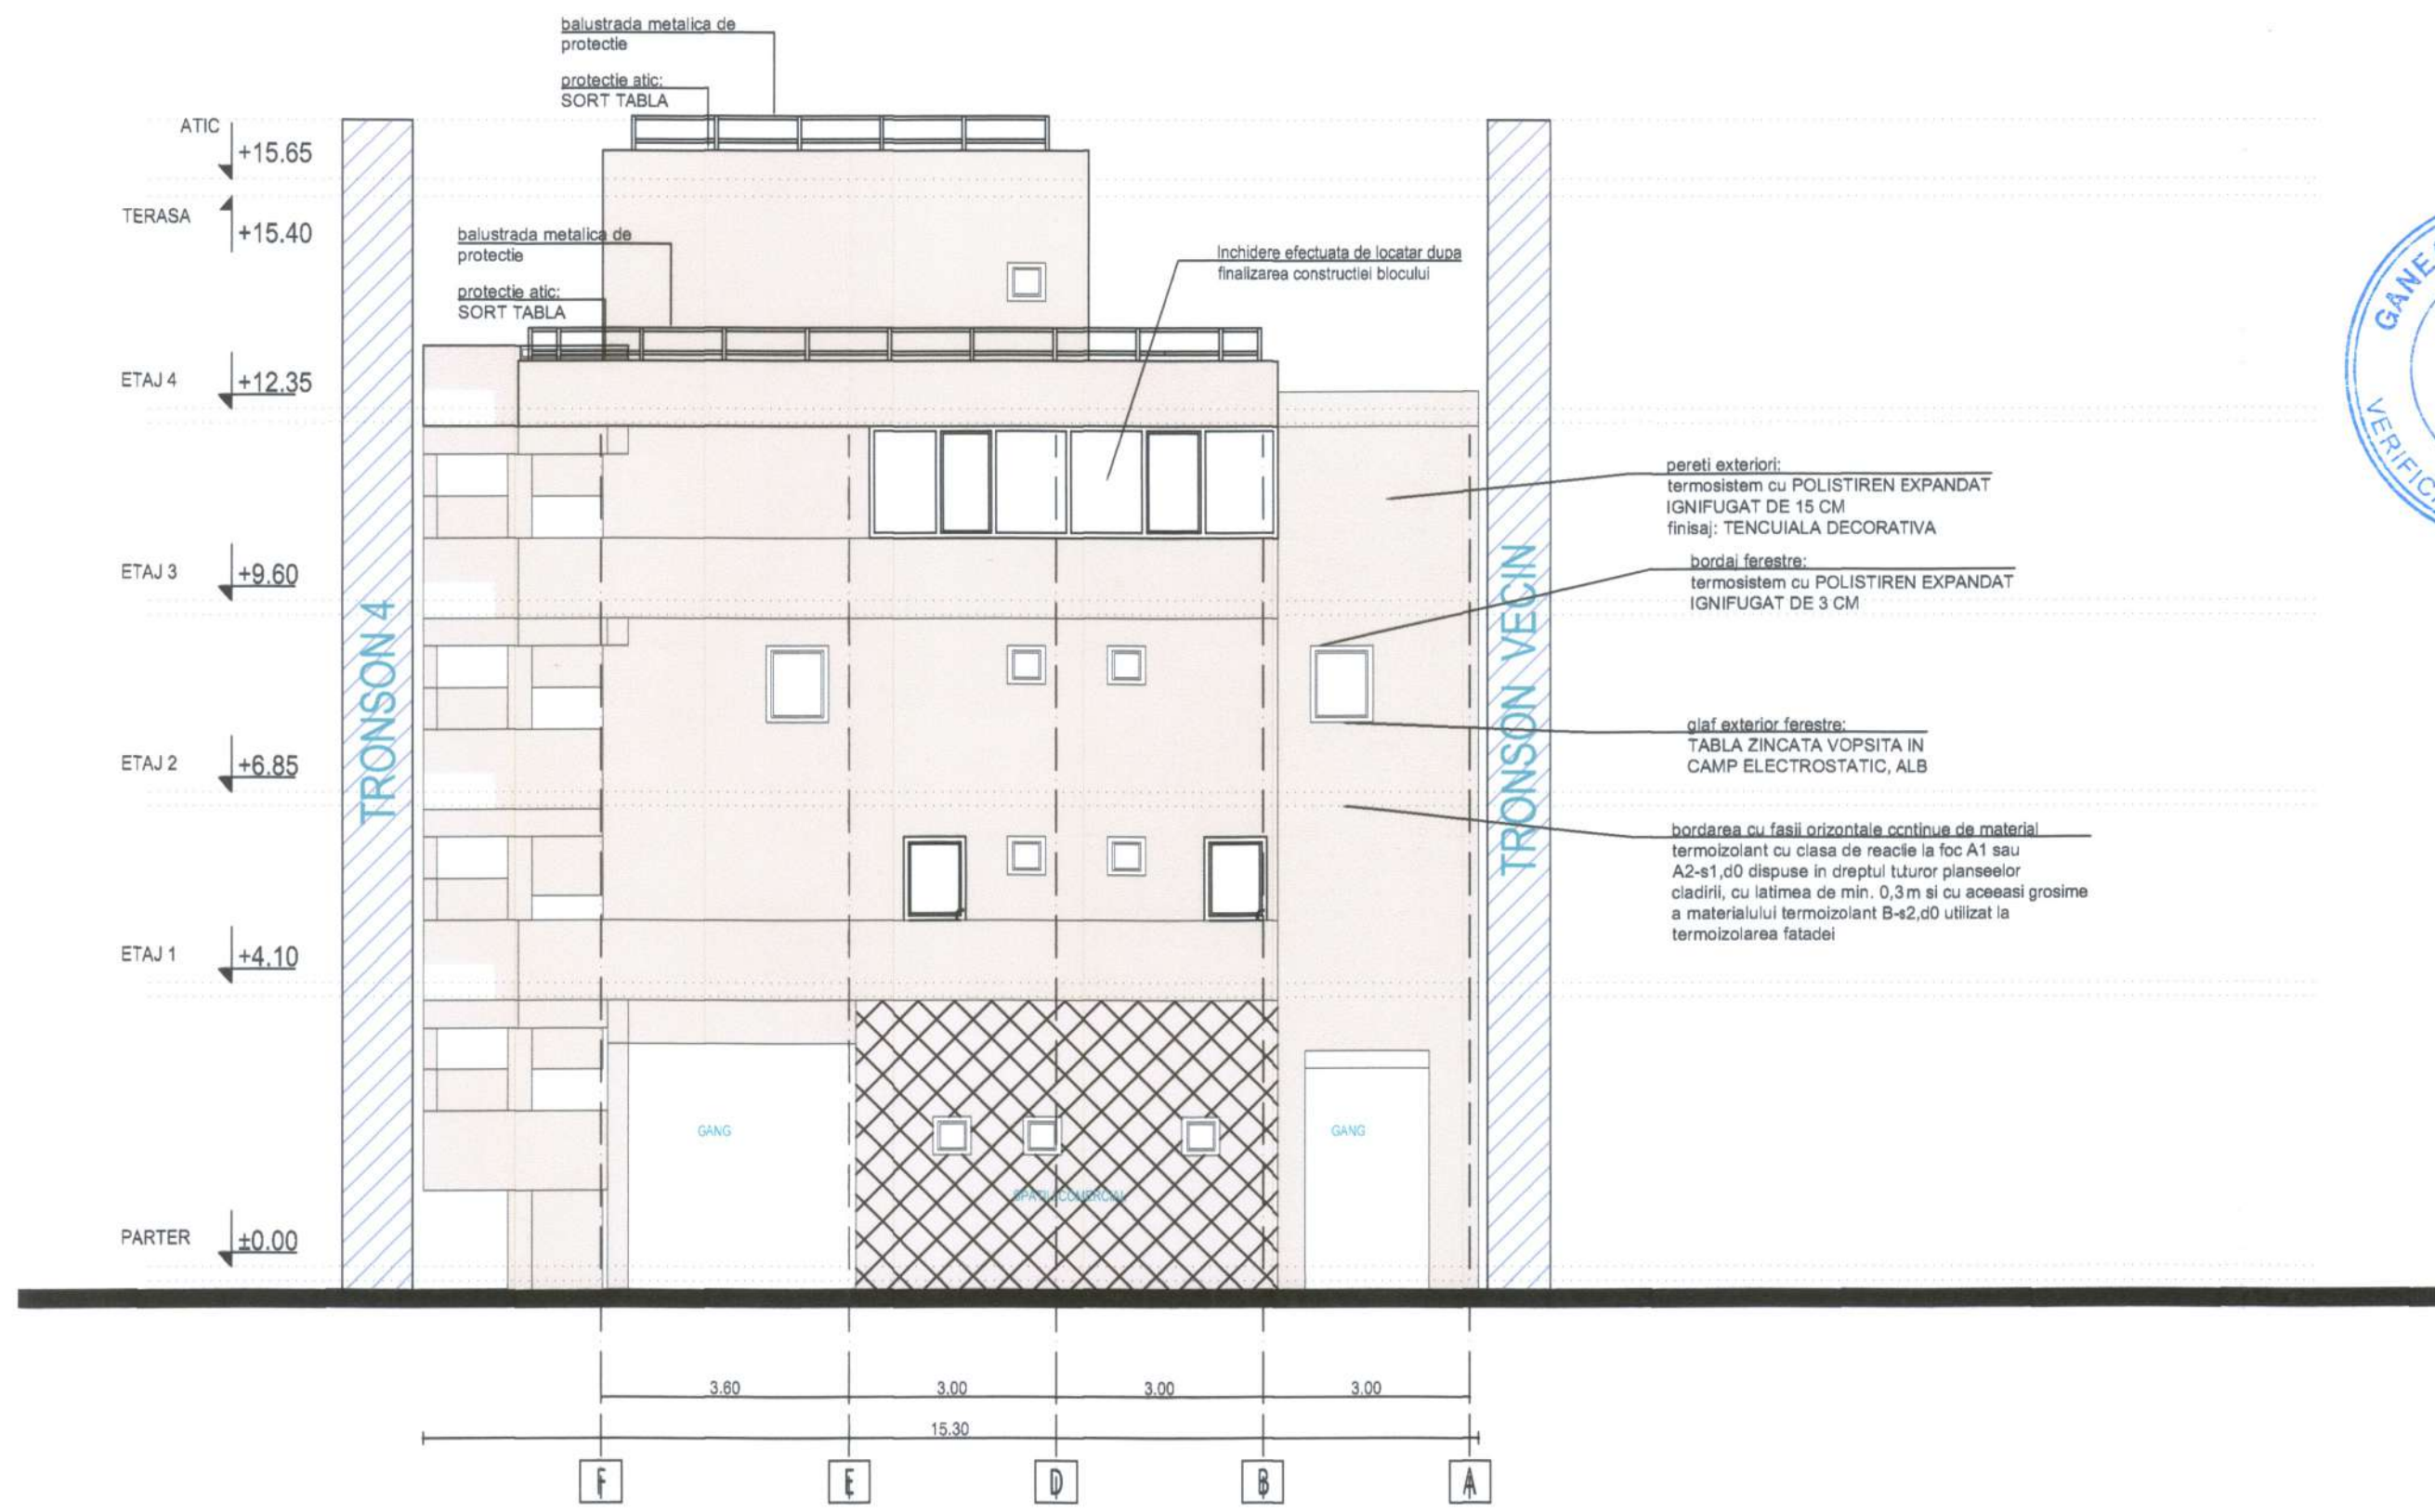 balustrada metalica de
protectie
protectie atic:
SORT TABLA
ATIC
+15.65
TERASA
+15.40
balustrada metalica de
protectie
protectie atic:
SORT TABLA
Inchidere efectuata de locatar dupa
finalizarea constructiei blocului
ETAJ 4
+12.35
ETAJ 3
+9.60
ETAJ 2
+6.85
ETAJ 1
+4.10
PARTER
±0.00
TRONSON 4
TRONSON VECIN
pereti exteriori:
termosistem cu POLISTIREN EXPANDAT
IGNIFUGAT DE 15 CM
finisaj: TENCUIALA DECORATIVA
bordaj ferestre:
termosistem cu POLISTIREN EXPANDAT
IGNIFUGAT DE 3 CM
glaf exterior ferestre:
TABLA ZINCATA VOPSITA IN
CAMP ELECTROSTATIC, ALB
bordarea cu fasii orizontale continue de material
termoizolant cu clasa de reactie la foc A1 sau
A2-s1,d0 dispuse in dreptul tuturor planseelor
cladirii, cu latimea de min. 0,3m si cu aceeasi grosime
a materialului termoizolant B-s2,d0 utilizat la
termoizolarea fatadei
GANG
GANG
COMERCIAL
3.60
3.00
3.00
3.00
15.30
F
E
D
B
A